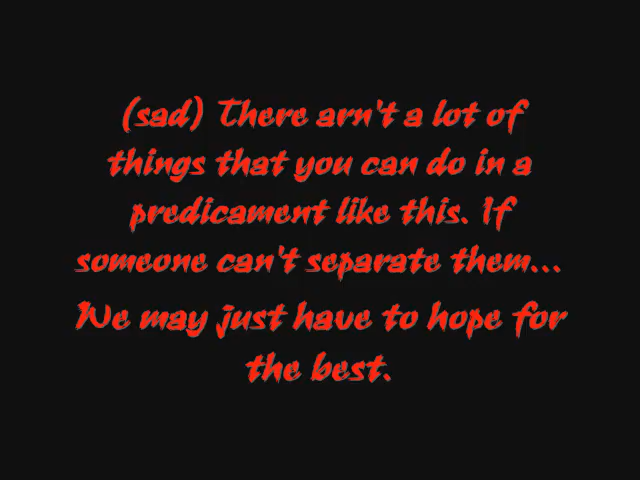 (sad) There arn't a lot of
things that you can do in a
predicament like this. If
someone can't separate them...
We may just have to hope for
the best.